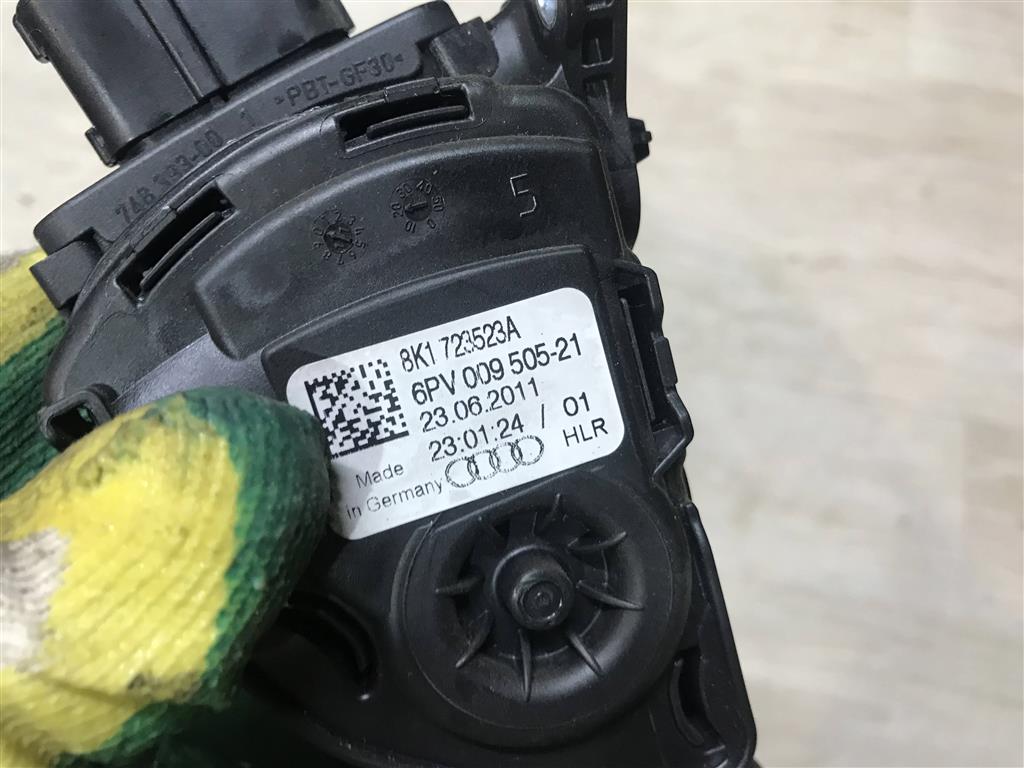 >PBT-GF30<
1
5
8K1 723523A
6PV 009 505-21
23.06.2011
23:01:24 / 01
Made
in Germany
HLR